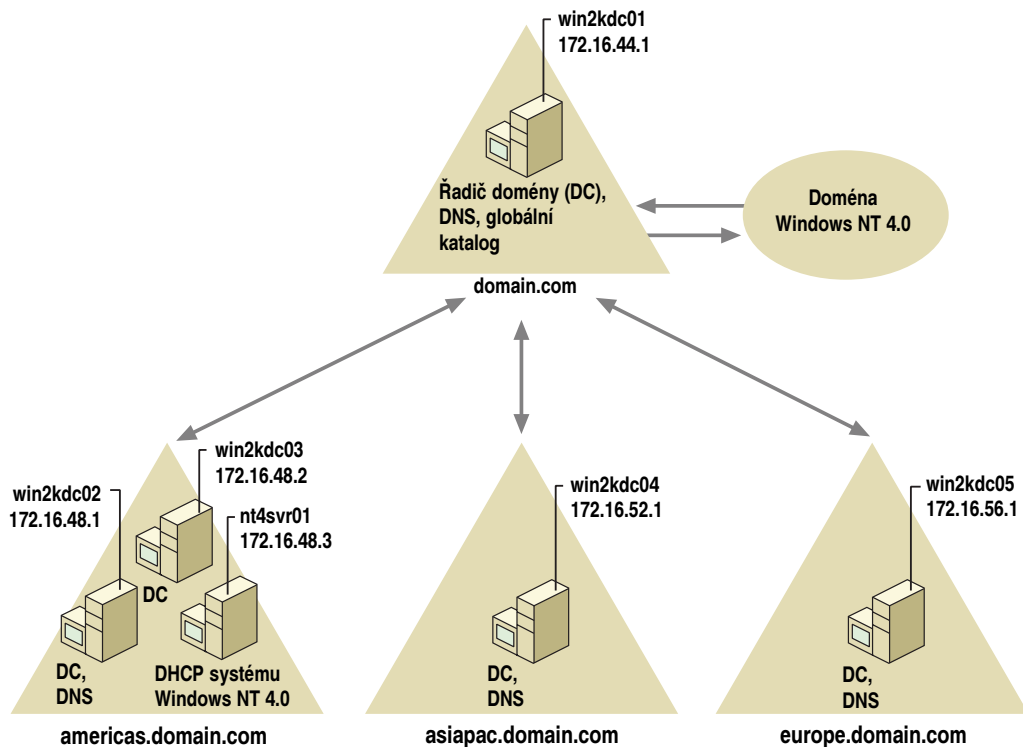 win2kdc01
172.16.44.1
Řadič domény (DC),
DNS, globální
katalog
Doména
Windows NT 4.0
domain.com
win2kdc03
172.16.48.2
win2kdc02
172.16.48.1
nt4svr01
172.16.48.3
DC
DC,
DNS
DHCP systému
Windows NT 4.0
americas.domain.com
win2kdc04
172.16.52.1
DC,
DNS
asiapac.domain.com
win2kdc05
172.16.56.1
DC,
DNS
europe.domain.com